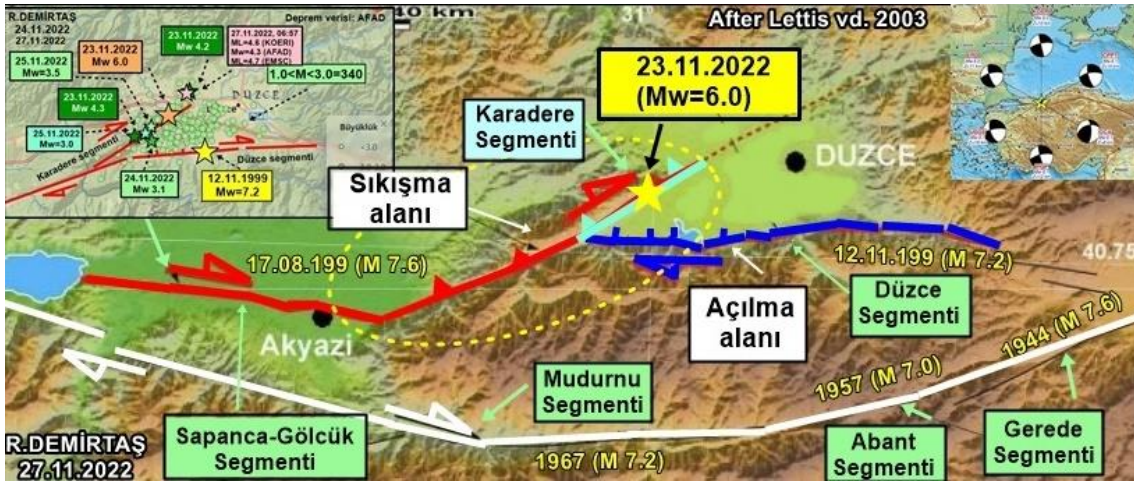 R.DEMİRTAŞ
24.11.2022
27.11.2022
Deprem verisi: AFAD
23.11.2022
Mw 6.0
23.11.2022
Mw 4.2
27.11.2022, 06:57
ML=4.6 (KOERI)
Mw=4.3 (AFAD)
ML=4.7 (EMSC)
25.11.2022
Mw=3.5
1.0<M<3.0=340
23.11.2022
Mw 4.3
DUZCE
25.11.2022
Mw=3.0
Büyüklük
Karadere segmenti
Düzce segmenti
24.11.2022
Mw 3.1
12.11.1999
Mw=7.2
40 km
31°
After Lettis vd. 2003
23.11.2022
(Mw=6.0)
Karadere
Segmenti
DUZCE
Sıkışma
alanı
17.08.199 (M 7.6)
12.11.199 (M 7.2)
40.75
Akyazi
Açılma
alanı
Düzce
Segmenti
1944 (M 7.6)
1957 (M 7.0)
Mudurnu
Segmenti
Sapanca-Gölcük
Segmenti
1967 (M 7.2)
Abant
Segmenti
Gerede
Segmenti
R.DEMİRTAŞ
27.11.2022